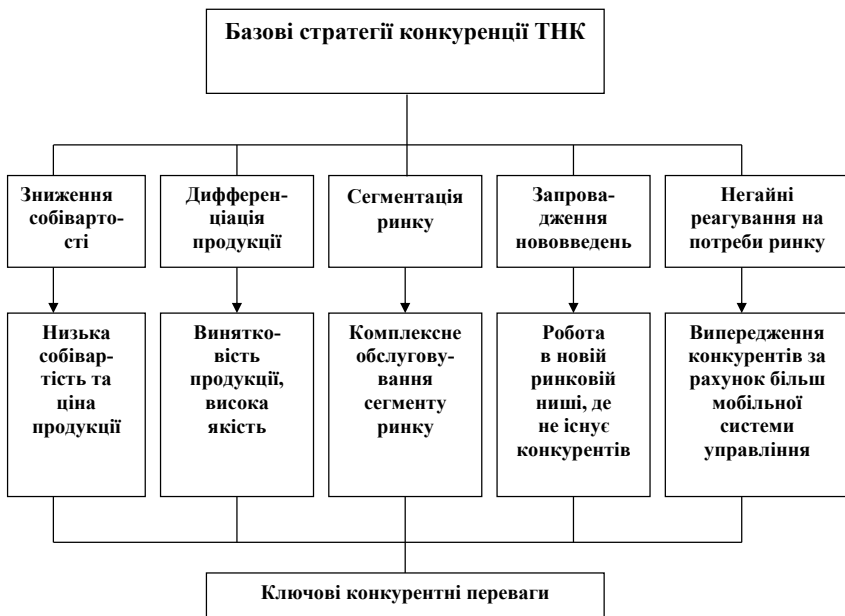 Базові стратегії конкуренції ТНК
Зниження
собіварто-
сті
Дифферен-
ціація
продукції
Сегментація
ринку
Запрова-
дження
нововведень
Негайні
реагування на
потреби ринку
Низька
собівар-
тість та
ціна
продукції
Винятко-
вість
продукції,
висока
якість
Комплексне
обслугову-
вання
сегменту
ринку
Робота
в новій
ринковій
ниші, де
не існує
конкурентів
Випередження
конкурентів за
рахунок більш
мобільної
системи
управління
Ключові конкурентні переваги